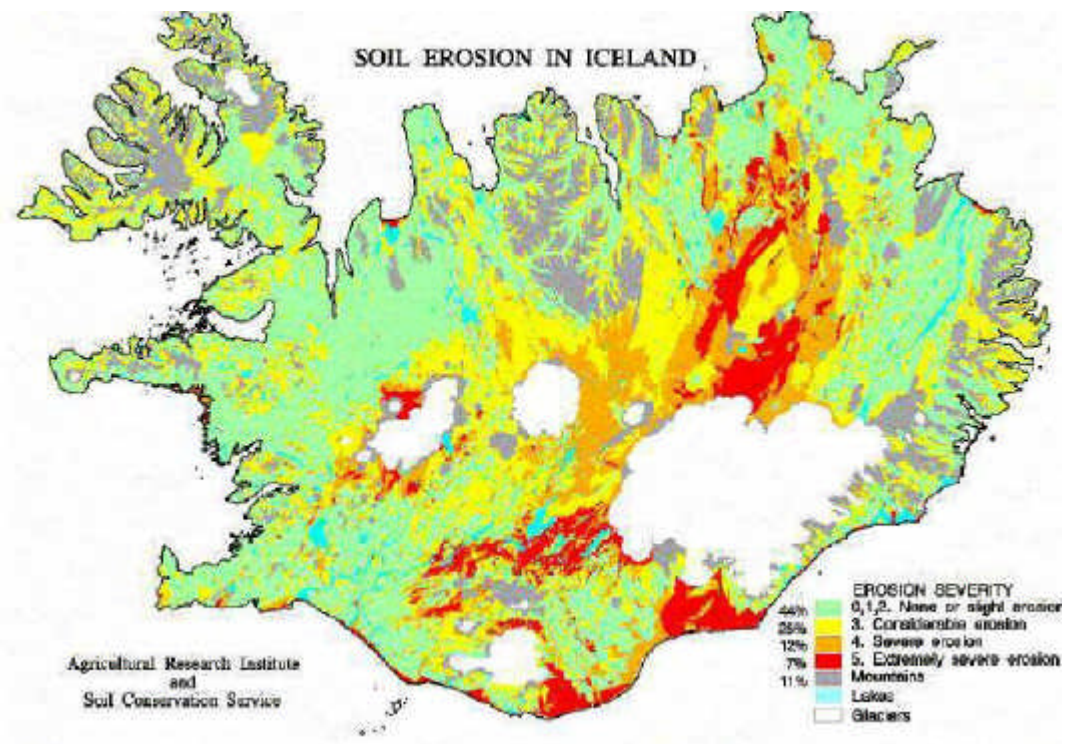 SOIL EROSION IN ICELAND
EROSION SEVERITY
44% 0,1,2. None or slight erosion
25% 3. Considerable erosion
12% 4. Severe erosion
7% 5. Extremely severe erosion
11% Mountains
Lakes
Glaciers
Agricultural Research Institute
and
Soil Conservation Service